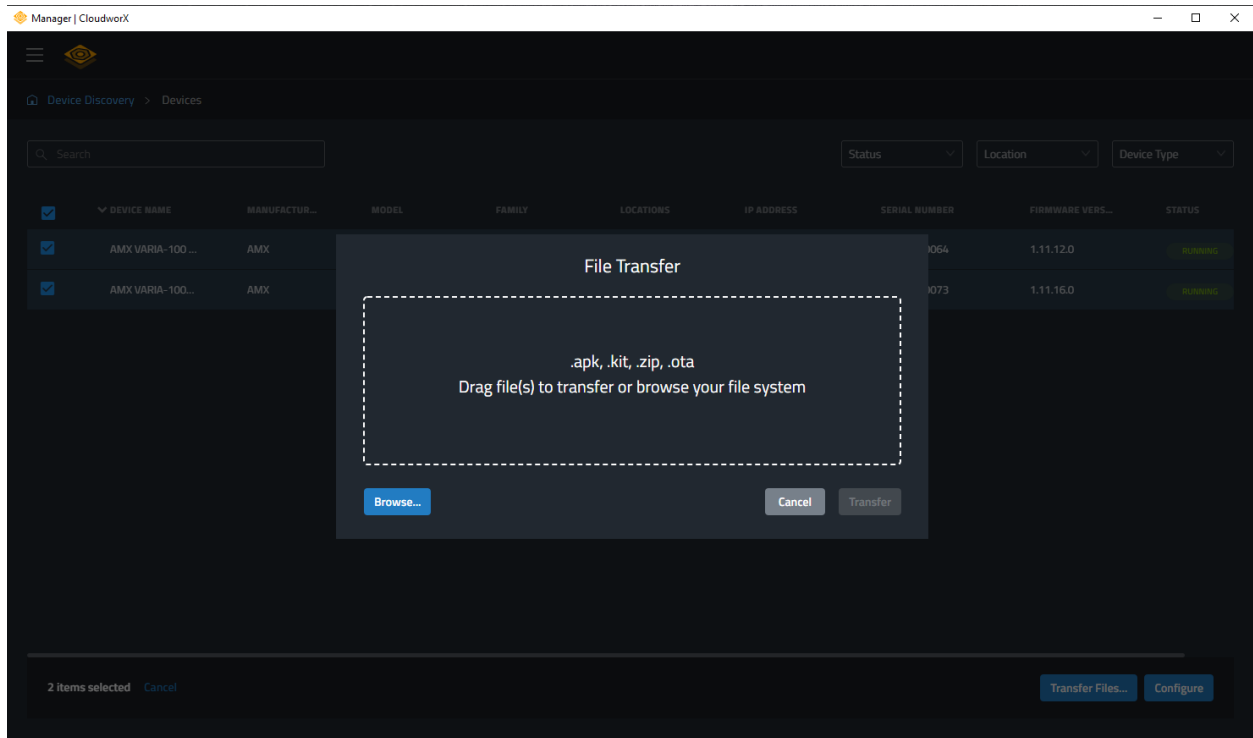 Manager | CloudworX
Device Discovery > Devices
Search
Status
Location
Device Type
DEVICE NAME MANUFACTUR... MODEL FAMILY LOCATIONS IP ADDRESS SERIAL NUMBER FIRMWARE VERS... STATUS
AMX VARIA-100 ... AMX 0064 1.11.12.0 RUNNING
AMX VARIA-100... AMX 0073 1.11.16.0 RUNNING
File Transfer
.apk, .kit, .zip, .ota
Drag file(s) to transfer or browse your file system
Browse...
Cancel
Transfer
2 items selected Cancel
Transfer Files...
Configure